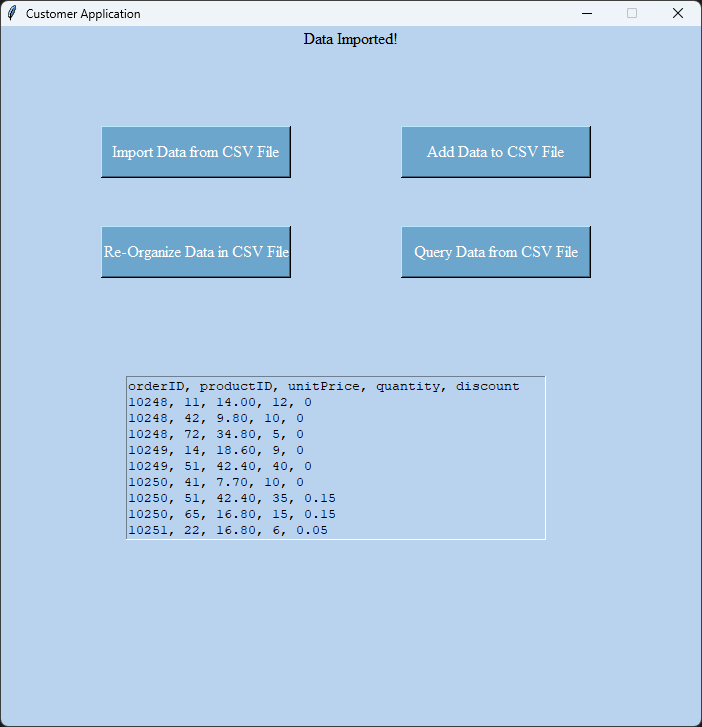 Customer Application
Data Imported!
Import Data from CSV File
Add Data to CSV File
Re-Organize Data in CSV File
Query Data from CSV File
orderID, productID, unitPrice, quantity, discount
10248, 11, 14.00, 12, 0
10248, 42, 9.80, 10, 0
10248, 72, 34.80, 5, 0
10249, 14, 18.60, 9, 0
10249, 51, 42.40, 40, 0
10250, 41, 7.70, 10, 0
10250, 51, 42.40, 35, 0.15
10250, 65, 16.80, 15, 0.15
10251, 22, 16.80, 6, 0.05